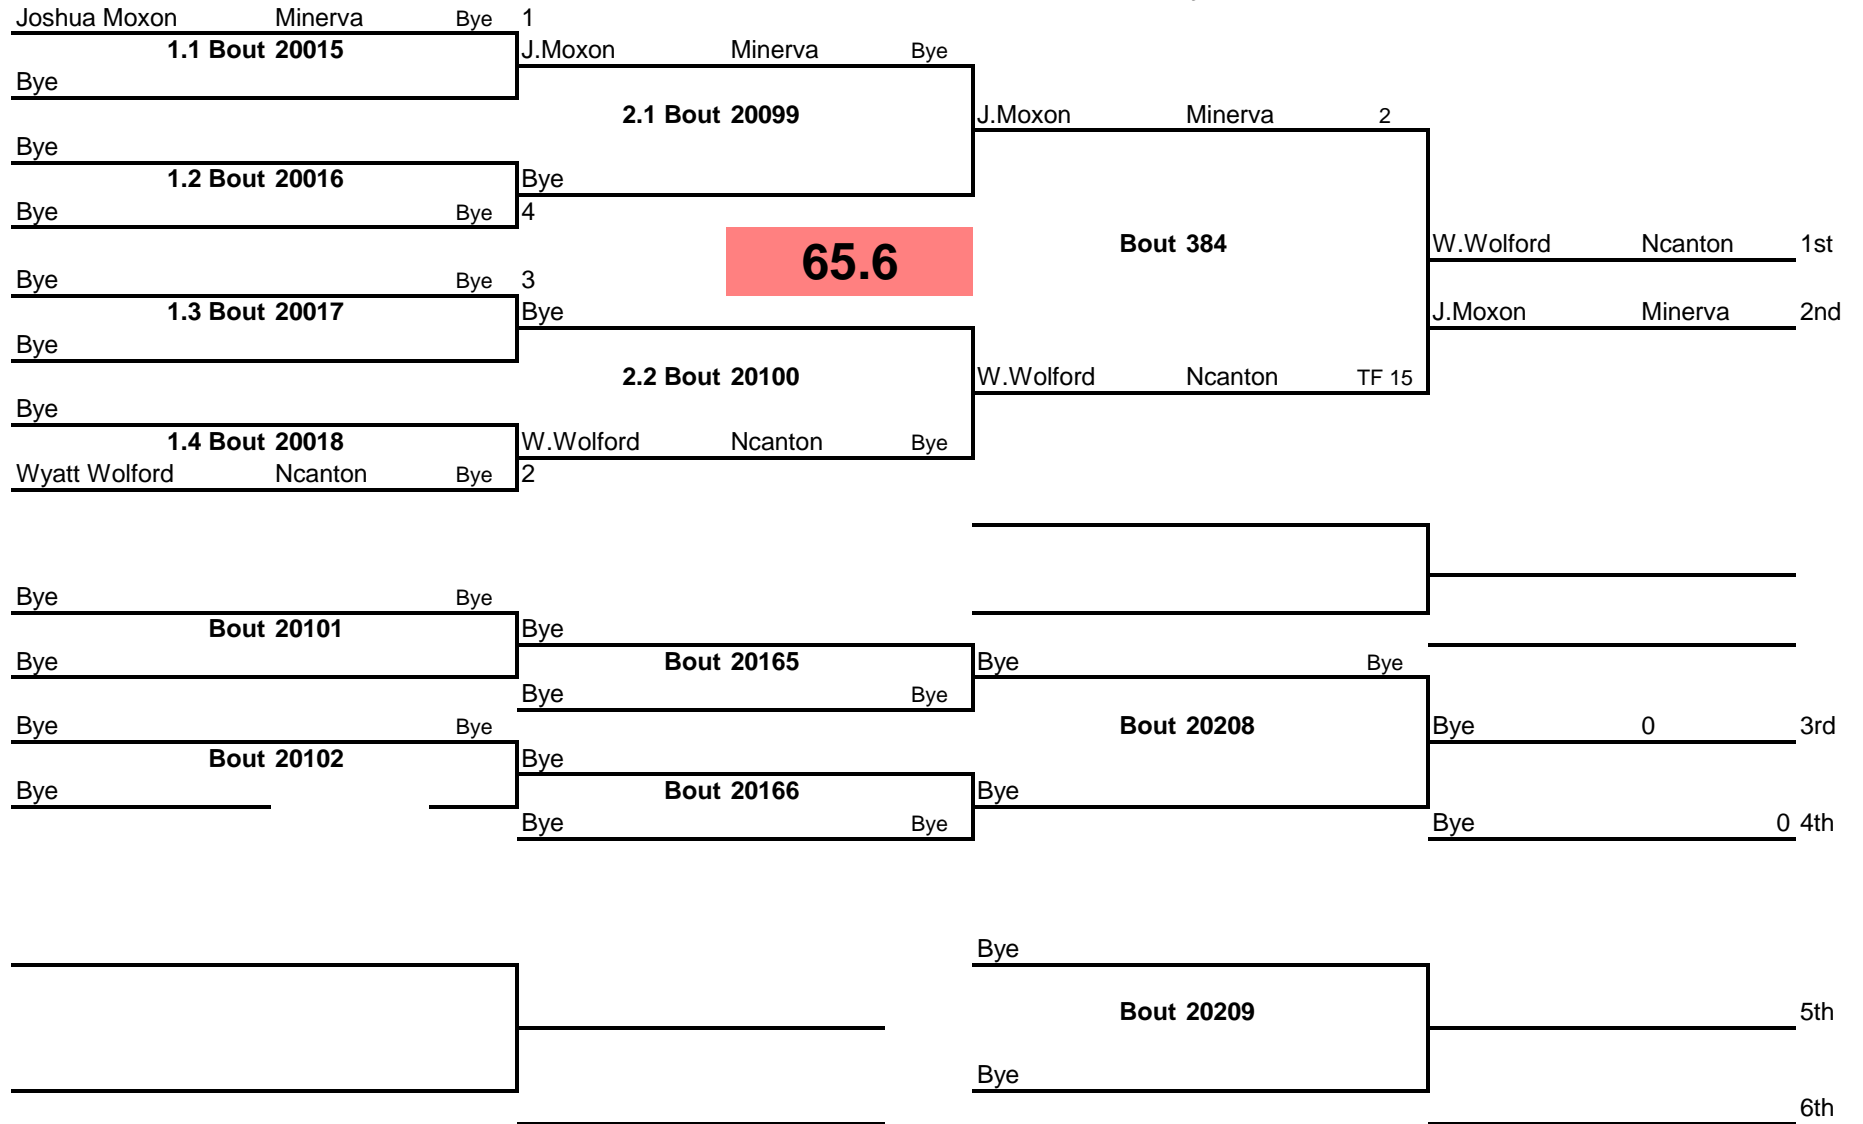 Joshua Moxon Minerva Bye 1
1.1 Bout 20015 J.Moxon Minerva Bye
Bye
2.1 Bout 20099 J.Moxon Minerva 2
Bye
1.2 Bout 20016 Bye
Bye Bye 4
65.6 Bout 384 W.Wolford Ncanton 1st
Bye Bye 3
1.3 Bout 20017 Bye J.Moxon Minerva 2nd
Bye
2.2 Bout 20100 W.Wolford Ncanton TF 15
Bye
1.4 Bout 20018 W.Wolford Ncanton Bye
Wyatt Wolford Ncanton Bye 2
Bye Bye
Bout 20101 Bye
Bye Bout 20165 Bye Bye
Bye Bye
Bye Bye Bout 20208 Bye 0 3rd
Bout 20102 Bye
Bye Bout 20166 Bye
Bye Bye Bye 0 4th
Bye
Bout 20209 5th
Bye
6th